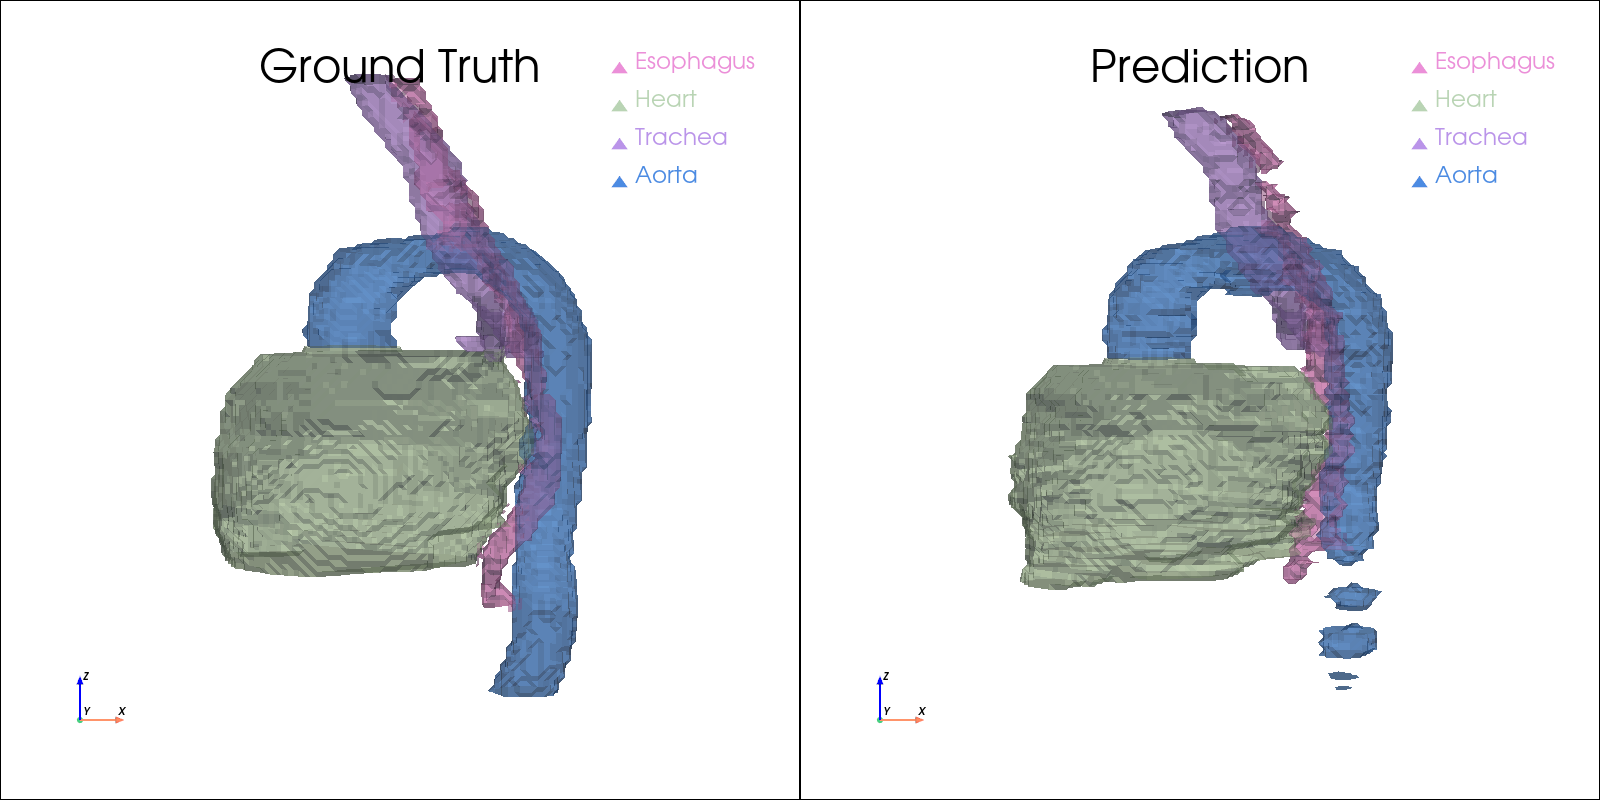 Ground Truth
Esophagus
Heart
Trachea
Aorta
Z
Y
X
Prediction
Esophagus
Heart
Trachea
Aorta
Z
Y
X